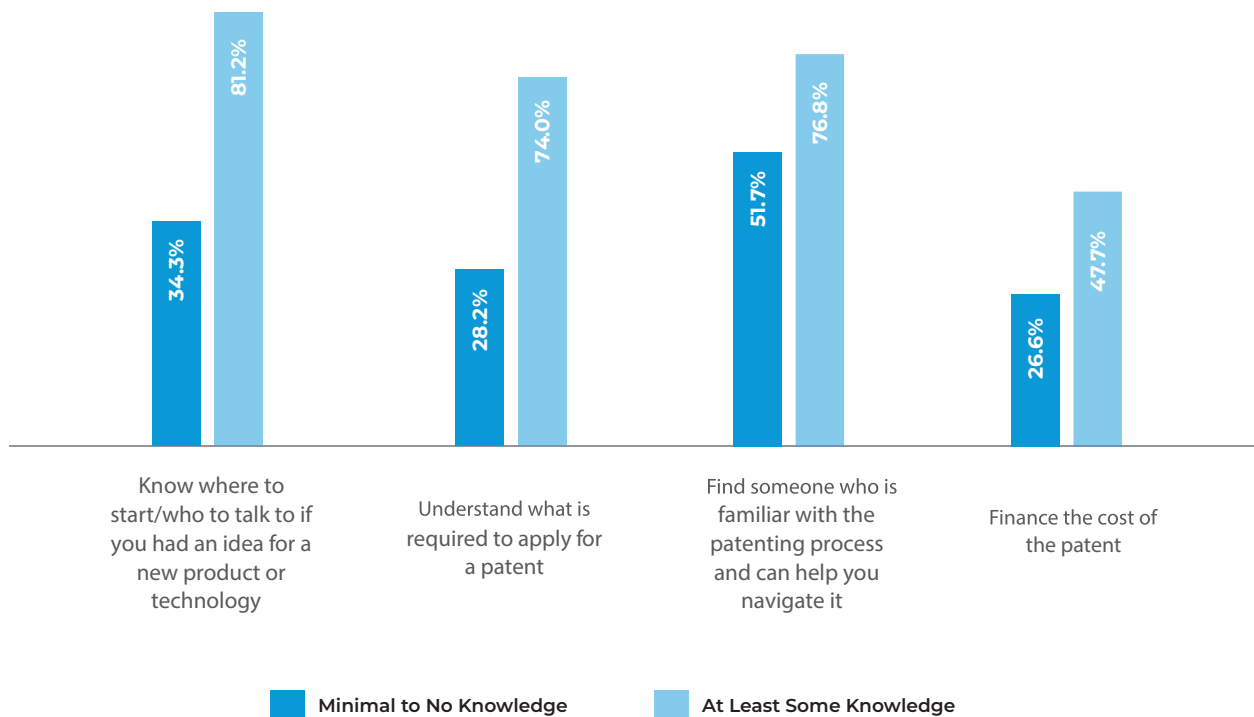 81.2%
34.3%
74.0%
28.2%
76.8%
51.7%
47.7%
26.6%
Know where to
start/who to talk to if
you had an idea for a
new product or
technology
Understand what is
required to apply for
a patent
Find someone who is
familiar with the
patenting process
and can help you
navigate it
Finance the cost of
the patent
Minimal to No Knowledge
At Least Some Knowledge